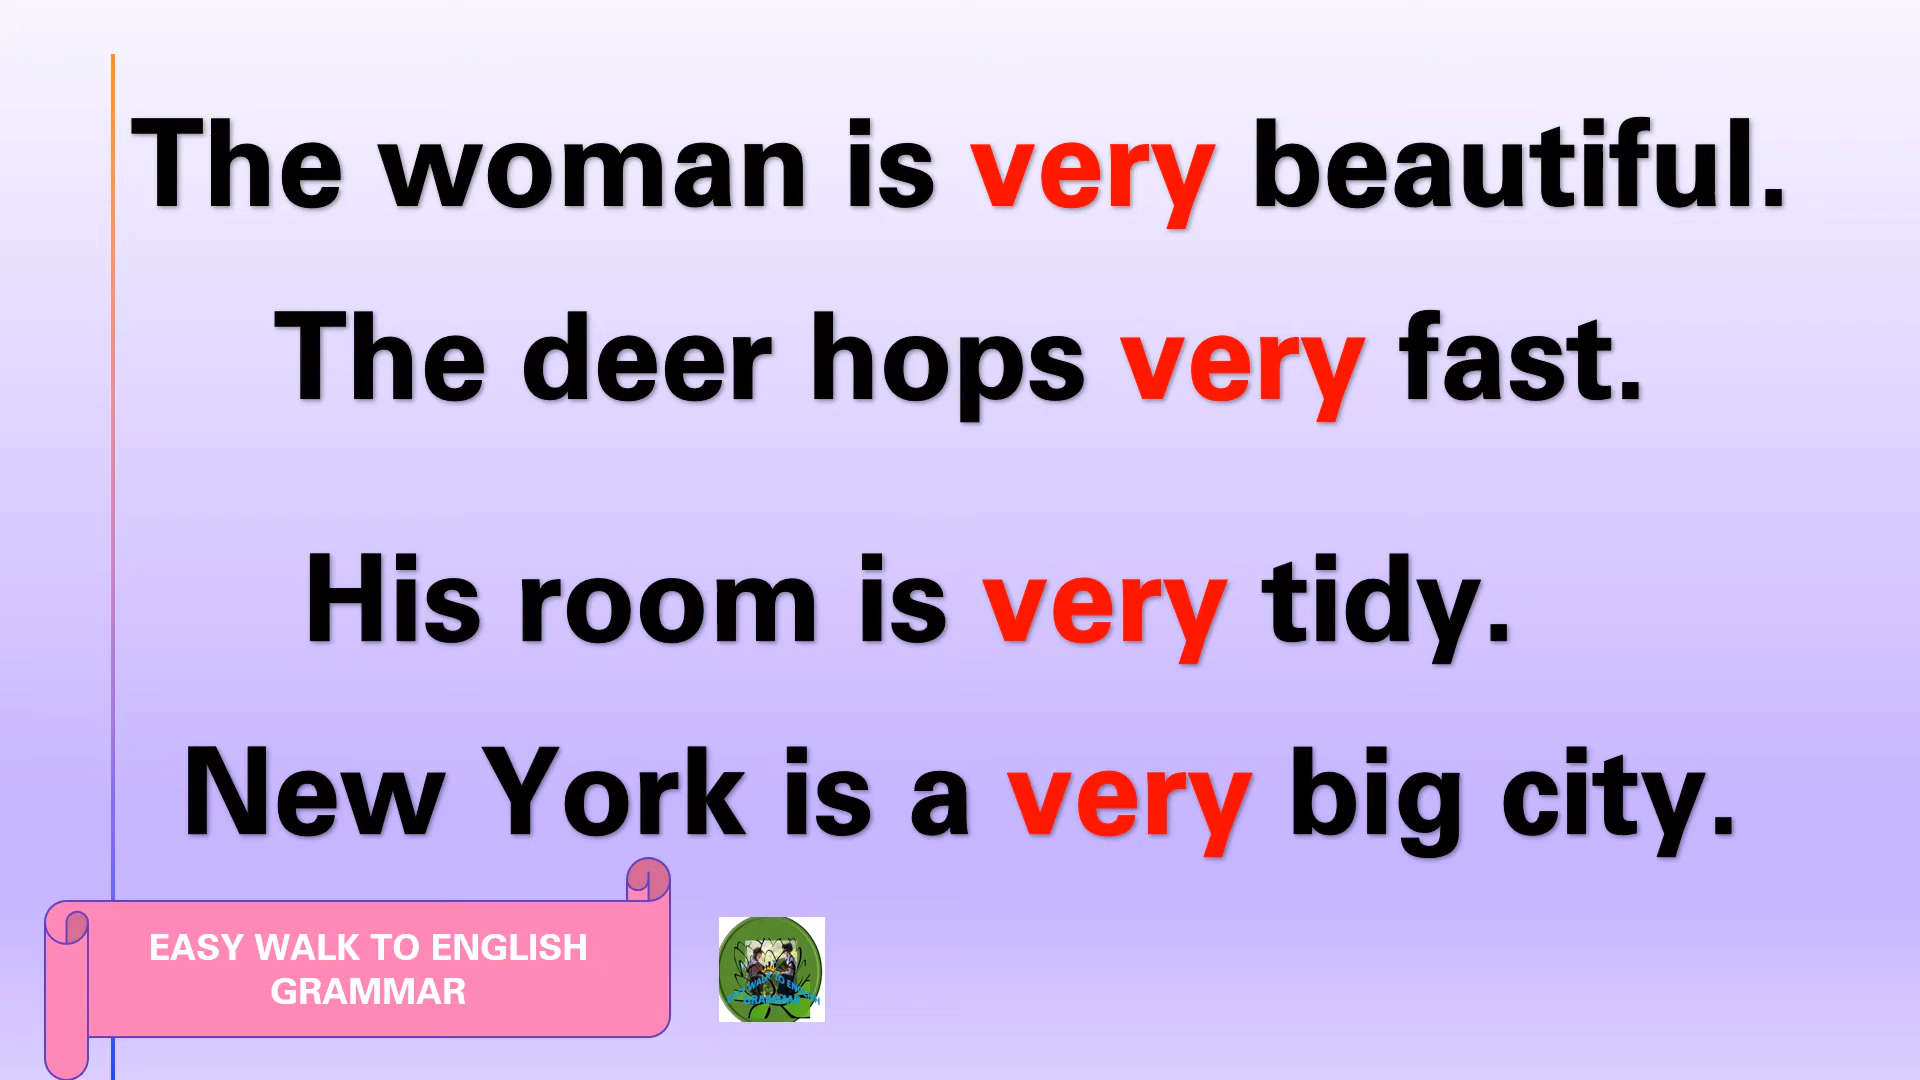 The woman is very beautiful.
The deer hops very fast.
His room is very tidy.
New York is a very big city.
EASY WALK TO ENGLISH
GRAMMAR